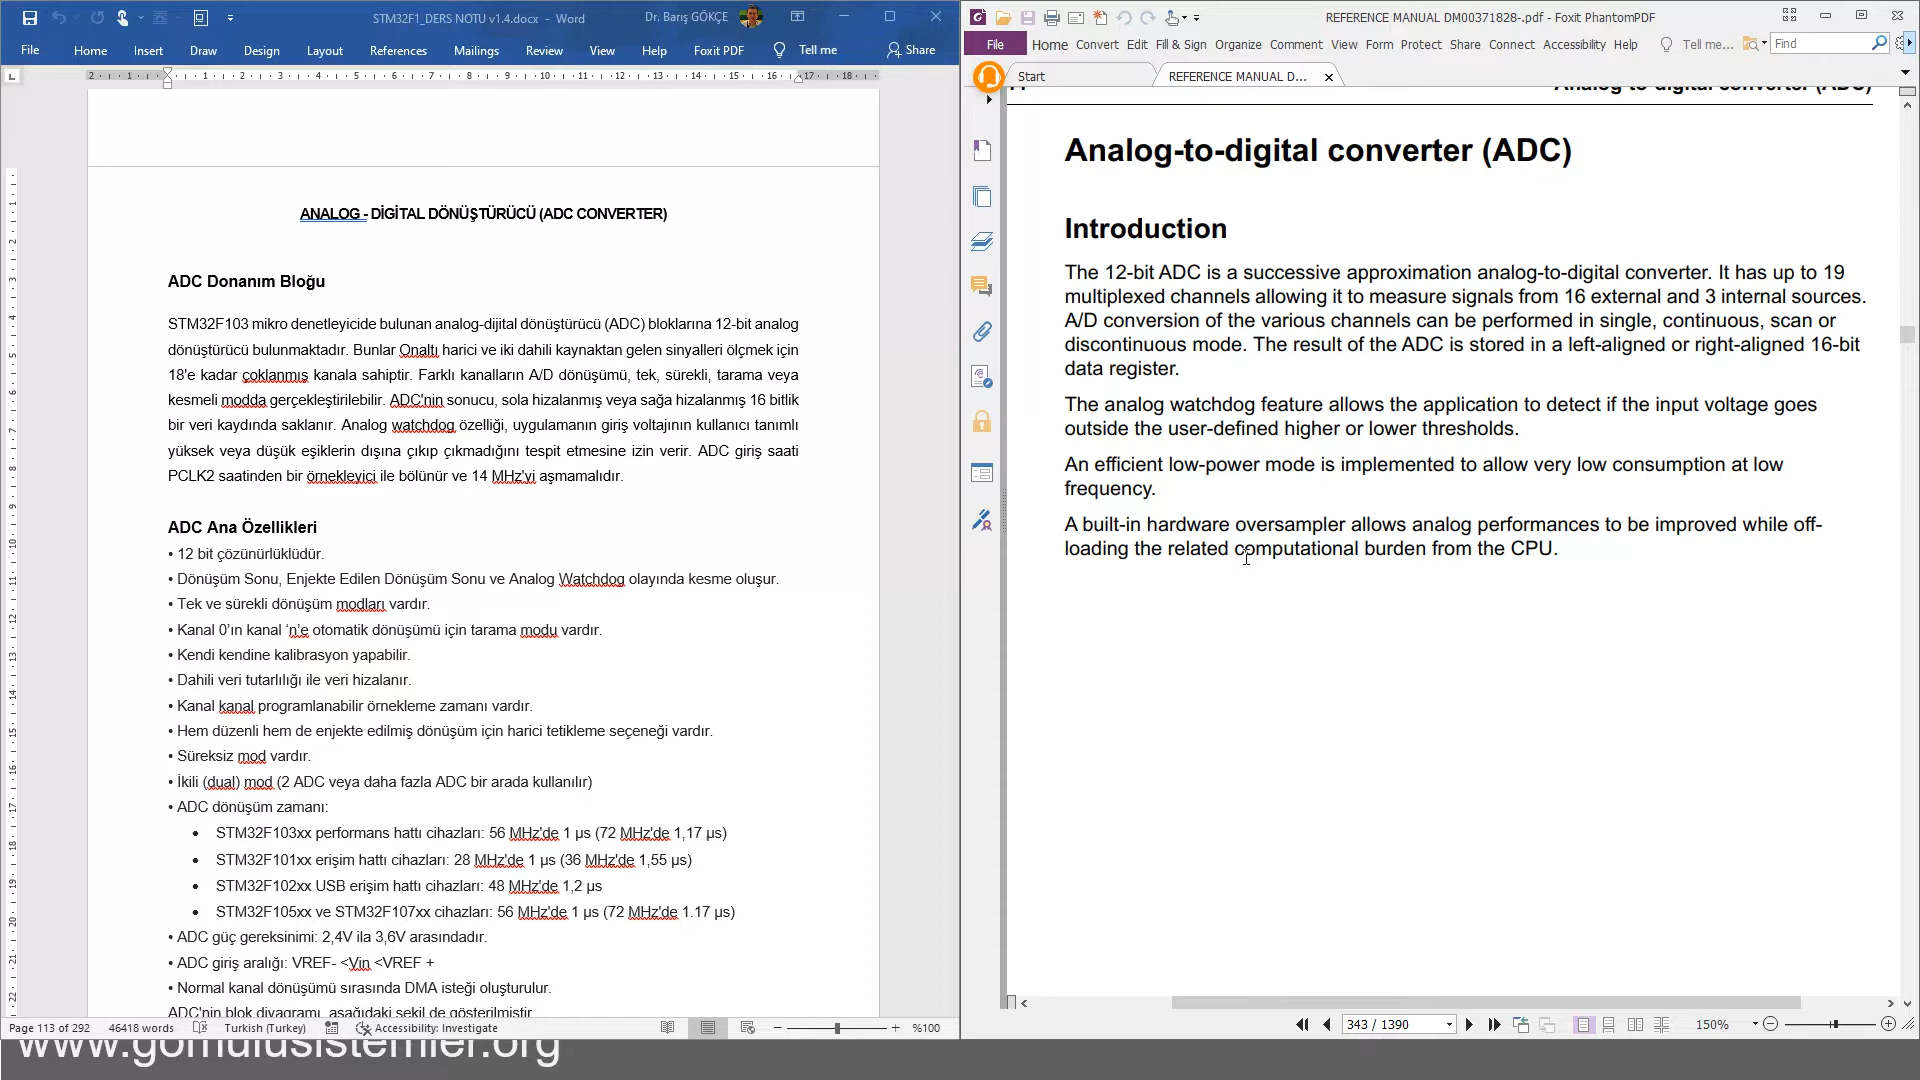 STM32F1_DERS NOTU v1.4.docx - Word
Dr. Barış GÖKÇE
File Home Insert Draw Design Layout References Mailings Review View Help Foxit PDF Tell me Share
ANALOG - DİGİTAL DÖNÜŞTÜRÜCÜ (ADC CONVERTER)
ADC Donanım Bloğu
STM32F103 mikro denetleyicide bulunan analog-dijital dönüştürücü (ADC) bloklarına 12-bit analog
dönüştürücü bulunmaktadır. Bunlar Onaltı harici ve iki dahili kaynaktan gelen sinyalleri ölçmek için
18'e kadar çoklanmış kanala sahiptir. Farklı kanalların A/D dönüşümü, tek, sürekli, tarama veya
kesmeli modda gerçekleştirilebilir. ADC'nin sonucu, sola hizalanmış veya sağa hizalanmış 16 bitlik
bir veri kaydında saklanır. Analog watchdog özelliği, uygulamanın giriş voltajının kullanıcı tanımlı
yüksek veya düşük eşiklerin dışına çıkıp çıkmadığını tespit etmesine izin verir. ADC giriş saati
PCLK2 saatinden bir örnekleyici ile bölünür ve 14 MHz'yi aşmamalıdır.
ADC Ana Özellikleri
• 12 bit çözünürlüklüdür.
• Dönüşüm Sonu, Enjekte Edilen Dönüşüm Sonu ve Analog Watchdog olayında kesme oluşur.
• Tek ve sürekli dönüşüm modları vardır.
• Kanal 0’ın kanal ‘n’e otomatik dönüşümü için tarama modu vardır.
• Kendi kendine kalibrasyon yapabilir.
• Dahili veri tutarlılığı ile veri hizalanır.
• Kanal kanal programlanabilir örnekleme zamanı vardır.
• Hem düzenli hem de enjekte edilmiş dönüşüm için harici tetikleme seçeneği vardır.
• Süreksiz mod vardır.
• İkili (dual) mod (2 ADC veya daha fazla ADC bir arada kullanılır)
• ADC dönüşüm zamanı:
• STM32F103xx performans hattı cihazları: 56 MHz'de 1 µs (72 MHz'de 1,17 µs)
• STM32F101xx erişim hattı cihazları: 28 MHz'de 1 µs (36 MHz'de 1,55 µs)
• STM32F102xx USB erişim hattı cihazları: 48 MHz'de 1,2 µs
• STM32F105xx ve STM32F107xx cihazları: 56 MHz'de 1 µs (72 MHz'de 1.17 µs)
• ADC güç gereksinimi: 2,4V ila 3,6V arasındadır.
• ADC giriş aralığı: VREF- <Vin <VREF +
• Normal kanal dönüşümü sırasında DMA isteği oluşturulur.
ADC'nin blok diyagramı aşağıdaki şekil de gösterilmiştir
Page 113 of 292 46418 words Turkish (Turkey) Accessibility: Investigate %100
www.gomulusistemler.org
REFERENCE MANUAL DM00371828-.pdf - Foxit PhantomPDF
File Home Convert Edit Fill & Sign Organize Comment View Form Protect Share Connect Accessibility Help Tell me... Find
Start REFERENCE MANUAL D...
Analog-to-digital converter (ADC)
Analog-to-digital converter (ADC)
Introduction
The 12-bit ADC is a successive approximation analog-to-digital converter. It has up to 19
multiplexed channels allowing it to measure signals from 16 external and 3 internal sources.
A/D conversion of the various channels can be performed in single, continuous, scan or
discontinuous mode. The result of the ADC is stored in a left-aligned or right-aligned 16-bit
data register.
The analog watchdog feature allows the application to detect if the input voltage goes
outside the user-defined higher or lower thresholds.
An efficient low-power mode is implemented to allow very low consumption at low
frequency.
A built-in hardware oversampler allows analog performances to be improved while off-
loading the related computational burden from the CPU.
343 / 1390 150%